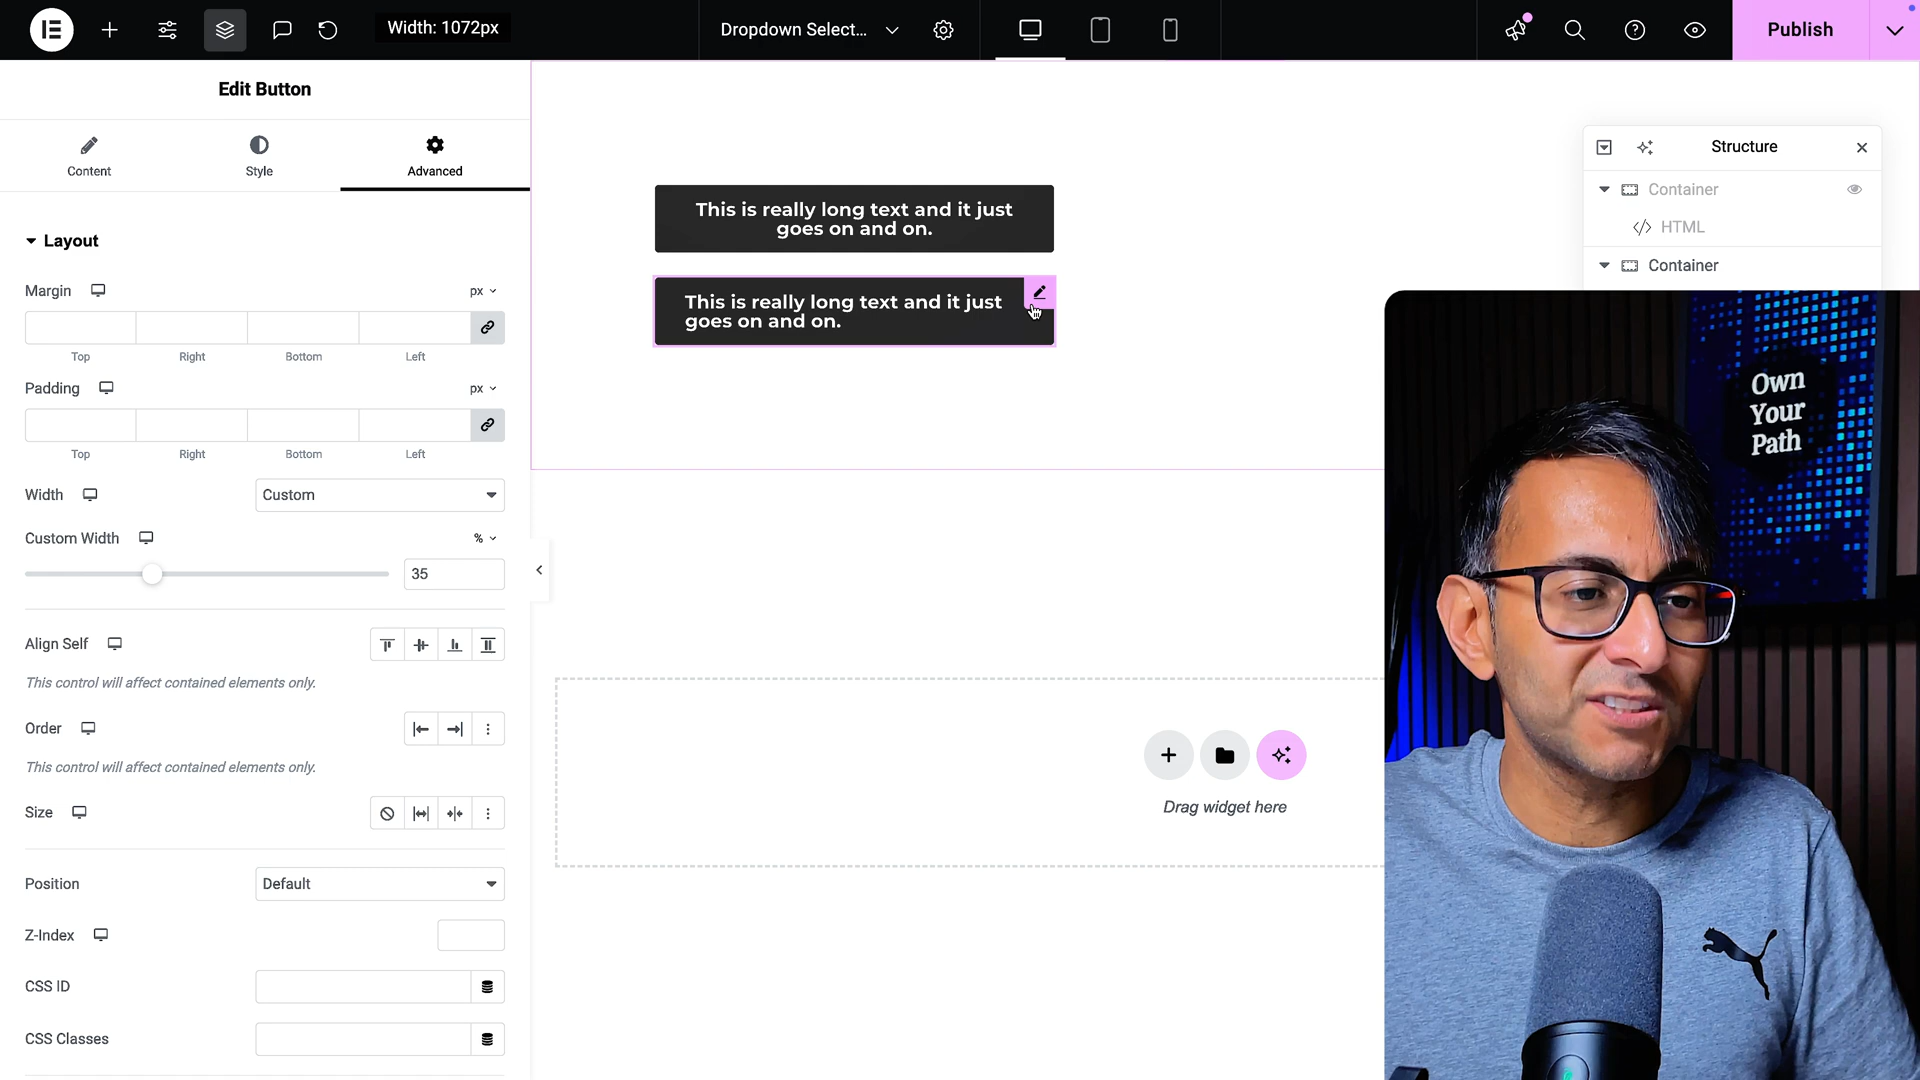 Width: 1072px
Dropdown Select...
Publish
Edit Button
Content
Style
Advanced
Layout
Margin
px
Top
Right
Bottom
Left
Padding
px
Top
Right
Bottom
Left
Width
Custom
Custom Width
%
35
Align Self
This control will affect contained elements only.
Order
This control will affect contained elements only.
Size
Position
Default
Z-Index
CSS ID
CSS Classes
This is really long text and it just
goes on and on.
This is really long text and it just
goes on and on.
Drag widget here
Structure
Container
HTML
Container
Own
Your
Path